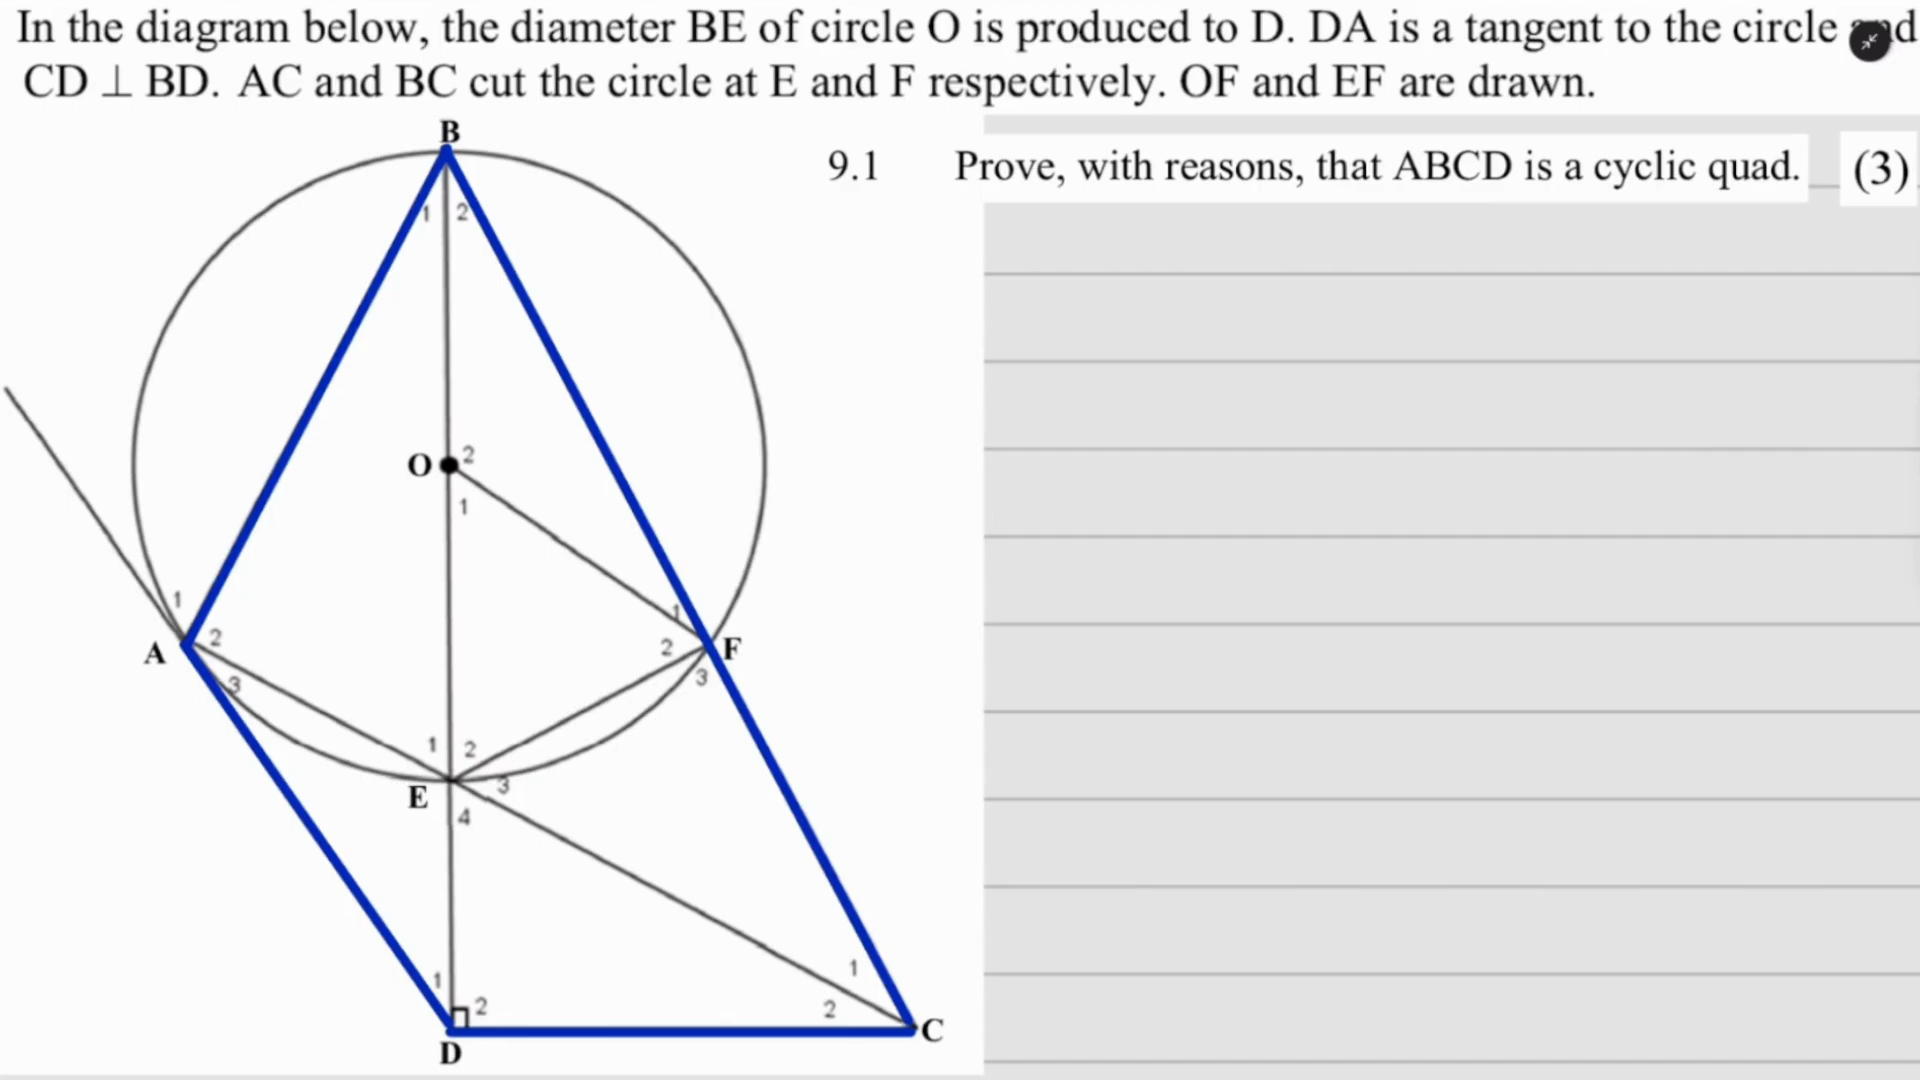 In the diagram below, the diameter BE of circle O is produced to D. DA is a tangent to the circle
CD ⊥ BD. AC and BC cut the circle at E and F respectively. OF and EF are drawn.
9.1 Prove, with reasons, that ABCD is a cyclic quad. (3)
B
1 2
O 2
1
1
A 2
3
1
2 F
3
1 2
E 3
4
1 2
1
2 C
D